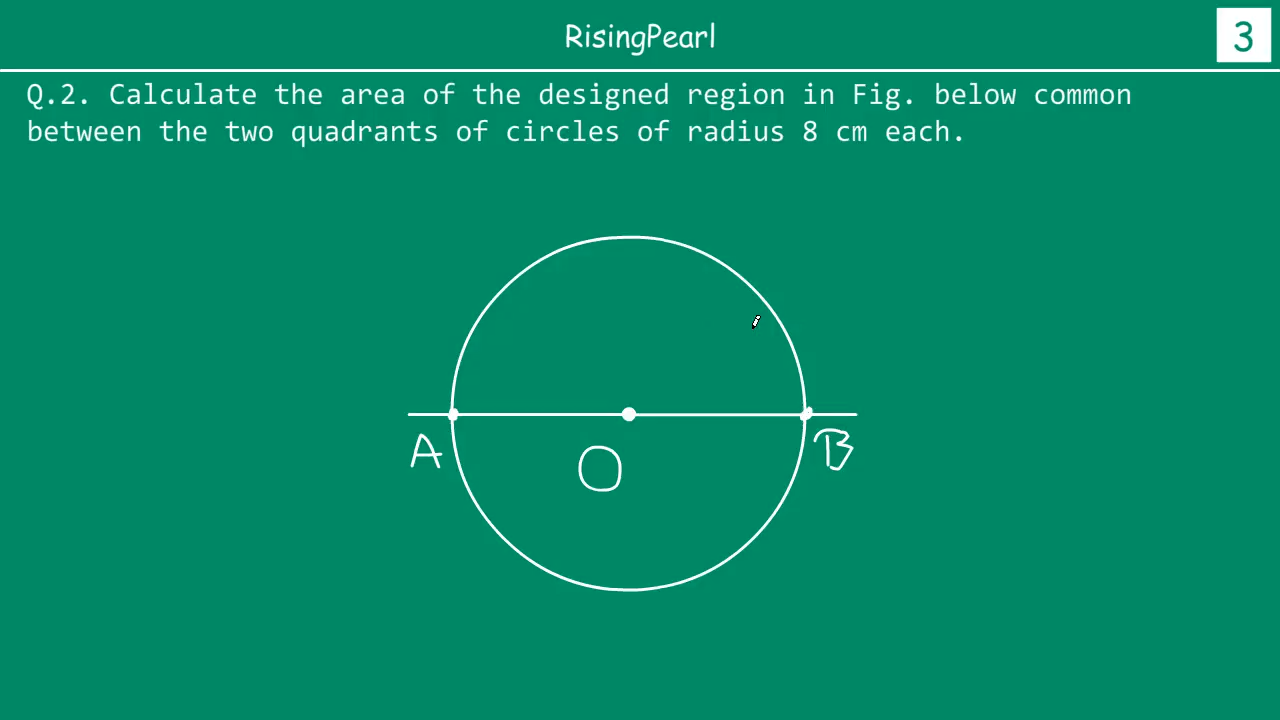 RisingPearl
3
Q.2. Calculate the area of the designed region in Fig. below common
between the two quadrants of circles of radius 8 cm each.
A
O
B